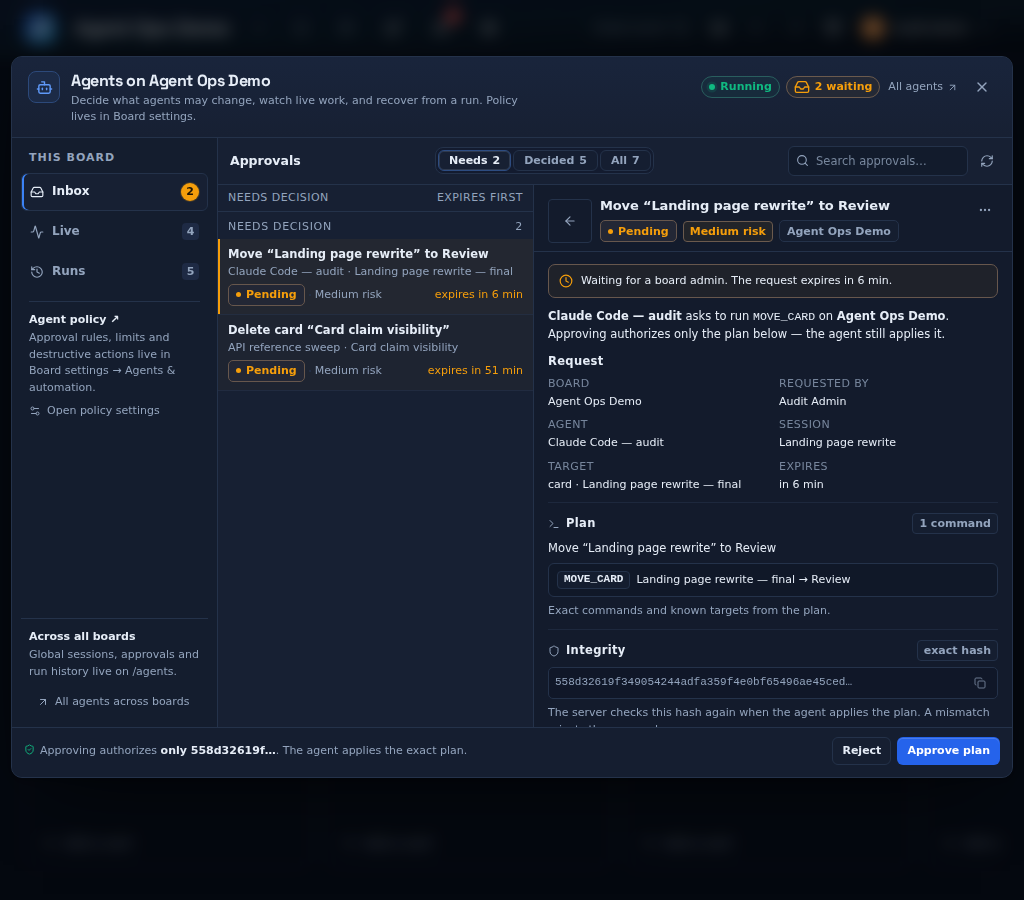 Agents on Agent Ops Demo
Decide what agents may change, watch live work, and recover from a run. Policy
lives in Board settings.
Running
2 waiting
All agents ↗
THIS BOARD
Inbox 2
Live 4
Runs 5
Agent policy ↗
Approval rules, limits and
destructive actions live in
Board settings → Agents &
automation.
Open policy settings
Across all boards
Global sessions, approvals and
run history live on /agents.
All agents across boards
Approvals
Needs 2
Decided 5
All 7
Search approvals…
NEEDS DECISION EXPIRES FIRST
NEEDS DECISION 2
Move “Landing page rewrite” to Review
Claude Code — audit · Landing page rewrite — final
Pending Medium risk expires in 6 min
Delete card “Card claim visibility”
API reference sweep · Card claim visibility
Pending Medium risk expires in 51 min
Move “Landing page rewrite” to Review
Pending Medium risk Agent Ops Demo
Waiting for a board admin. The request expires in 6 min.
Claude Code — audit asks to run MOVE_CARD on Agent Ops Demo.
Approving authorizes only the plan below — the agent still applies it.
Request
BOARD REQUESTED BY
Agent Ops Demo Audit Admin
AGENT SESSION
Claude Code — audit Landing page rewrite
TARGET EXPIRES
card · Landing page rewrite — final in 6 min
Plan 1 command
Move “Landing page rewrite” to Review
MOVE_CARD Landing page rewrite — final → Review
Exact commands and known targets from the plan.
Integrity exact hash
558d32619f349054244adfa359f4e0bf65496ae45ced…
The server checks this hash again when the agent applies the plan. A mismatch
Approving authorizes only 558d32619f…. The agent applies the exact plan.
Reject
Approve plan